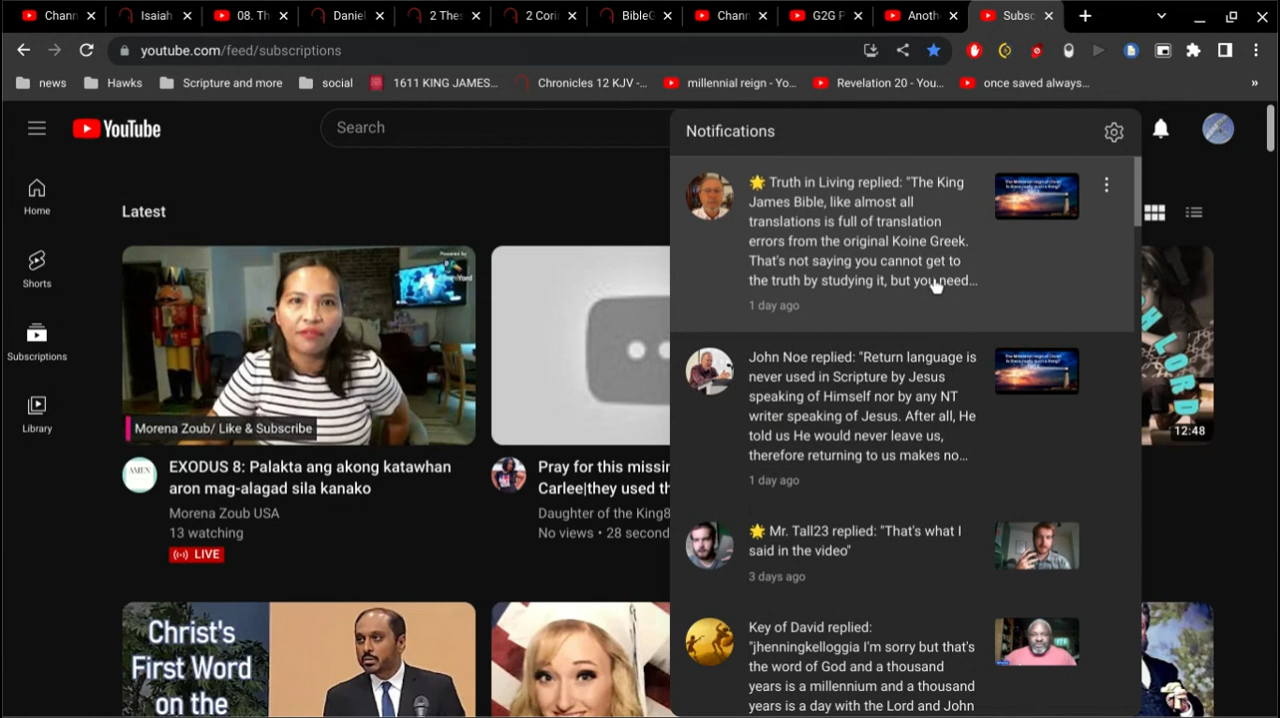 Chann
Isaiah
08. Th
Daniel
2 Thes
2 Corin
BibleG
Chann
G2G P
Anoth
Subsc
youtube.com/feed/subscriptions
news
Hawks
Scripture and more
social
1611 KING JAMES...
Chronicles 12 KJV -...
millennial reign - Yo...
Revelation 20 - You...
once saved always...
»
YouTube
Search
Home
Shorts
Subscriptions
Library
Latest
Morena Zoub/ Like & Subscribe
EXODUS 8: Palakta ang akong katawhan
aron mag-alagad sila kanako
Morena Zoub USA
13 watching
LIVE
AMEN
Pray for this missin
Carlee|they used th
Daughter of the King8
No views • 28 second
Christ's
First Word
on the
Notifications
🌟 Truth in Living replied: "The King
James Bible, like almost all
translations is full of translation
errors from the original Koine Greek.
That's not saying you cannot get to
the truth by studying it, but you need...
1 day ago
John Noe replied: "Return language is
never used in Scripture by Jesus
speaking of Himself nor by any NT
writer speaking of Jesus. After all, He
told us He would never leave us,
therefore returning to us makes no...
1 day ago
🌟 Mr. Tall23 replied: "That's what I
said in the video"
3 days ago
Key of David replied:
"jhenningkelloggia I'm sorry but that's
the word of God and a thousand
years is a millennium and a thousand
years is a day with the Lord and John
LORD
12:48